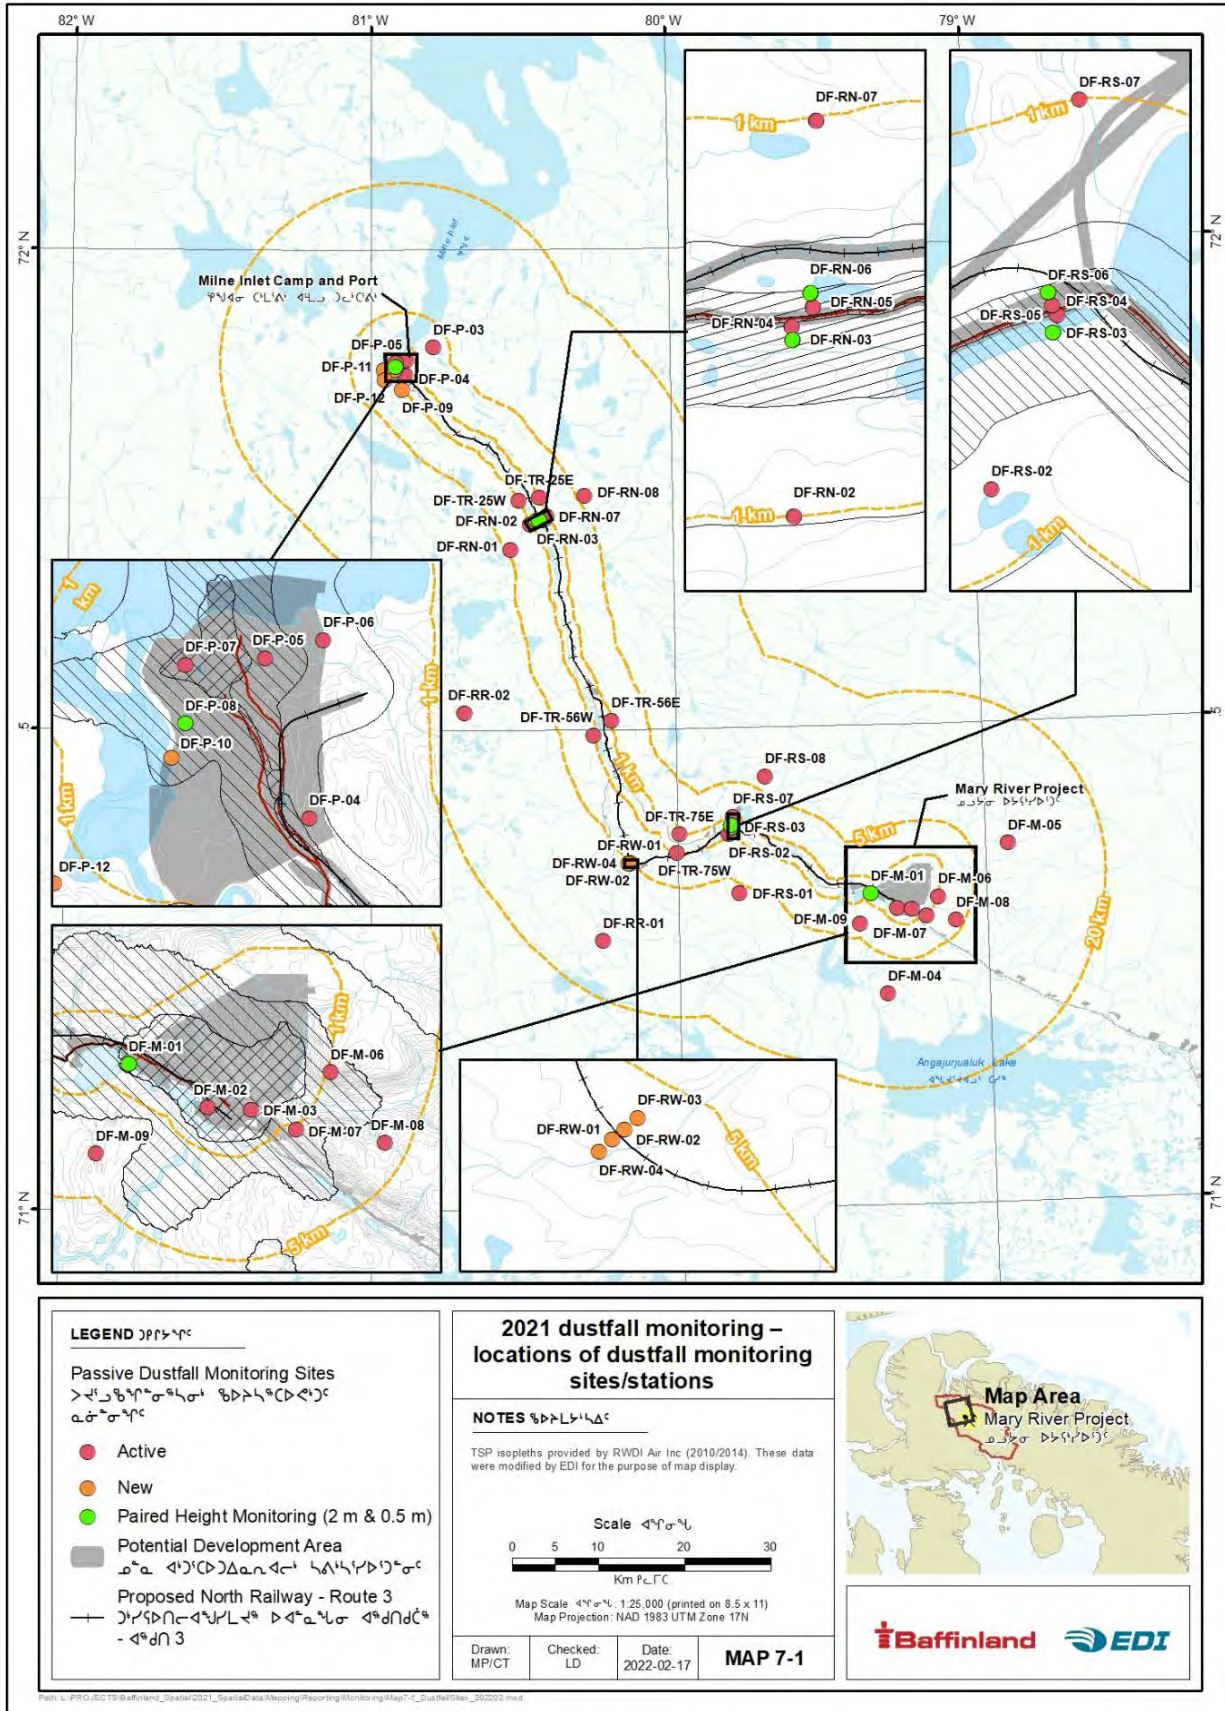 82° W
81° W
80° W
79° W
72° N
72° N
Milne Inlet
Milne Inlet Camp and Port
DF-P-03
DF-P-05
DF-P-11
DF-P-04
DF-P-12
DF-P-09
DF-TR-25E
DF-TR-25W
DF-RN-08
DF-RN-02
DF-RN-07
DF-RN-03
DF-RN-01
DF-RR-02
DF-TR-56E
DF-TR-56W
1 km
1 km
DF-RS-08
DF-RS-07
DF-TR-75E
DF-RS-03
DF-RW-01
DF-RS-02
DF-RW-04
DF-TR-75W
DF-RW-02
DF-RS-01
DF-RR-01
5 km
20 km
Mary River Project
ᓄᓘᔭᓂ ᐅᔭᕋᖕᓂᐊᖅᑐᑦ
DF-M-05
DF-M-01
DF-M-06
DF-M-08
DF-M-09
DF-M-07
DF-M-04
Angajurjualuk Lake
71° N
71° N
DF-RN-07
1 km
DF-RN-06
DF-RN-05
DF-RN-04
DF-RN-03
DF-RN-02
1 km
DF-RS-07
1 km
DF-RS-06
DF-RS-04
DF-RS-05
DF-RS-03
DF-RS-02
1 km
1 km
DF-P-06
DF-P-05
DF-P-07
DF-P-08
DF-P-10
DF-P-04
1 km
DF-P-12
DF-M-01
1 km
DF-M-06
DF-M-02
DF-M-03
DF-M-07
DF-M-08
DF-M-09
5 km
DF-RW-03
DF-RW-01
DF-RW-02
DF-RW-04
5 km
LEGEND
Passive Dustfall Monitoring Sites
Active
New
Paired Height Monitoring (2 m & 0.5 m)
Potential Development Area
Proposed North Railway - Route 3
2021 dustfall monitoring –
locations of dustfall monitoring
sites/stations
NOTES
TSP isopleths provided by RWDI Air Inc (2010/2014). These data
were modified by EDI for the purpose of map display.
Scale
0 5 10 20 30
Km ᑭᓚᒥᑕ
Map Scale : 1:25,000 (printed on 8.5 x 11)
Map Projection: NAD 1983 UTM Zone 17N
Drawn:
MP/CT
Checked:
LD
Date:
2022-02-17
MAP 7-1
Map Area
Mary River Project
Baffinland
EDI